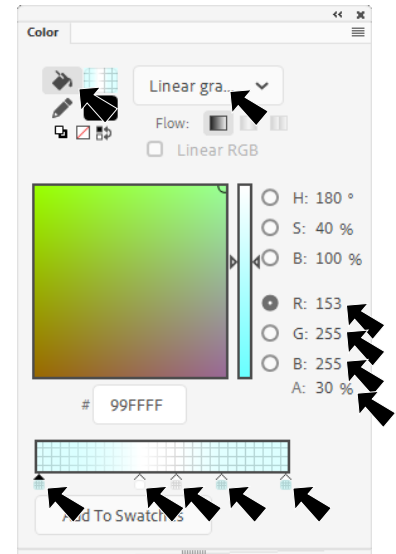 Color
Linear gra...
Flow:
Linear RGB
H: 180 °
S: 40 %
B: 100 %
R: 153
G: 255
B: 255
A: 30 %
# 99FFFF
Add To Swatches